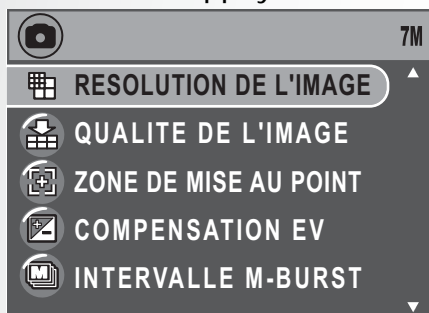 7M
RESOLUTION DE L'IMAGE
QUALITE DE L'IMAGE
ZONE DE MISE AU POINT
COMPENSATION EV
INTERVALLE M-BURST
M